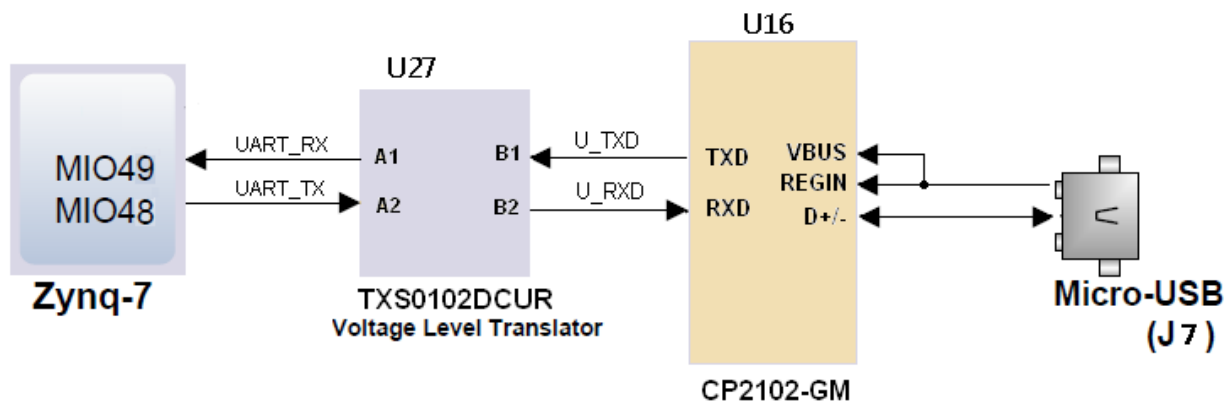 U16
U27
UART_RX
A1
B1
U_TXD
TXD
VBUS
MIO49
REGIN
UART_TX
MIO48
A2
B2
U_RXD
RXD
D+/-
Zynq-7
TXS0102DCUR
Voltage Level Translator
Micro-USB
(J7)
CP2102-GM